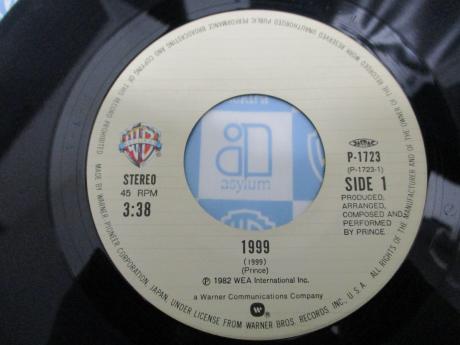 UNAUTHORIZED PUBLIC PERFORMANCE, BROADCASTING AND COPYING OF THIS RECORD PROHIBITED
ALL RIGHTS OF THE MANUFACTURER AND OF THE OWNER OF THE RECORDED WORK RESERVED
WB
STEREO
45 RPM
3:38
asylum
P-1723
(P-1723-1)
SIDE 1
PRODUCED,
ARRANGED,
COMPOSED AND
PERFORMED
BY PRINCE.
1999
(1999)
(Prince)
Ⓟ © 1982 WEA International Inc.
a Warner Communications Company
MADE BY WARNER PIONEER CORPORATION, JAPAN UNDER LICENSE FROM WARNER BROS. RECORDS INC., U.S.A.